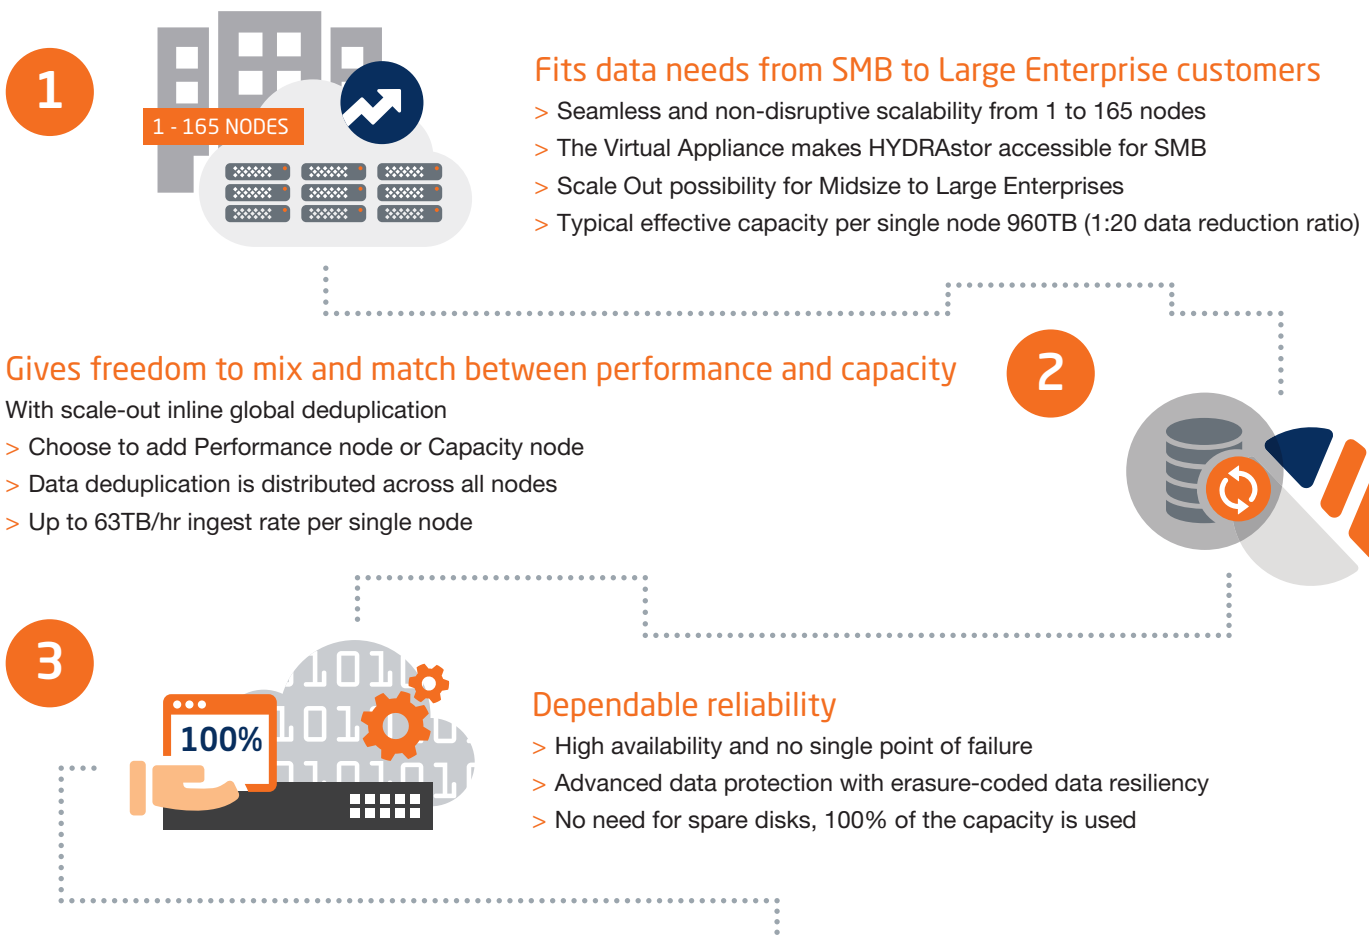 1
1 - 165 NODES
Fits data needs from SMB to Large Enterprise customers
> Seamless and non-disruptive scalability from 1 to 165 nodes
> The Virtual Appliance makes HYDRAstor accessible for SMB
> Scale Out possibility for Midsize to Large Enterprises
> Typical effective capacity per single node 960TB (1:20 data reduction ratio)
Gives freedom to mix and match between performance and capacity
2
With scale-out inline global deduplication
> Choose to add Performance node or Capacity node
> Data deduplication is distributed across all nodes
> Up to 63TB/hr ingest rate per single node
3
100%
Dependable reliability
> High availability and no single point of failure
> Advanced data protection with erasure-coded data resiliency
> No need for spare disks, 100% of the capacity is used